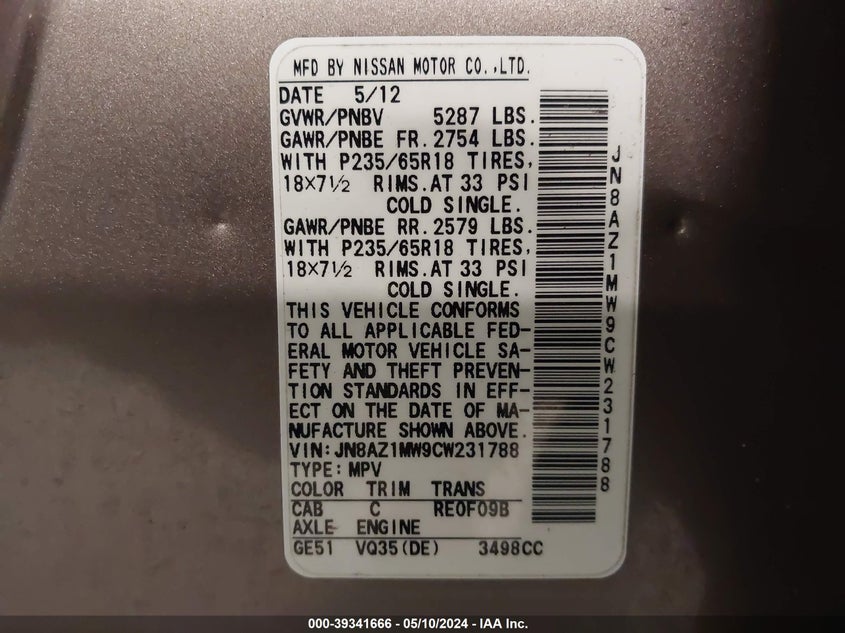 MFD BY NISSAN MOTOR CO.,LTD.
DATE 5/12
GVWR/PNBV 5287 LBS.
GAWR/PNBE FR. 2754 LBS.
WITH P235/65R18 TIRES,
18×7½ RIMS.AT 33 PSI
COLD SINGLE.
GAWR/PNBE RR. 2579 LBS.
WITH P235/65R18 TIRES,
18×7½ RIMS.AT 33 PSI
COLD SINGLE.
THIS VEHICLE CONFORMS
TO ALL APPLICABLE FED-
ERAL MOTOR VEHICLE SA-
FETY AND THEFT PREVEN-
TION STANDARDS IN EFF-
ECT ON THE DATE OF MA-
NUFACTURE SHOWN ABOVE.
VIN:JN8AZ1MW9CW231788
TYPE:MPV
COLOR TRIM TRANS
CAB C RE0F09B
AXLE ENGINE
GE51 VQ35(DE) 3498CC
JN8AZ1MW9CW231788
000-39341666 - 05/10/2024 - IAA Inc.